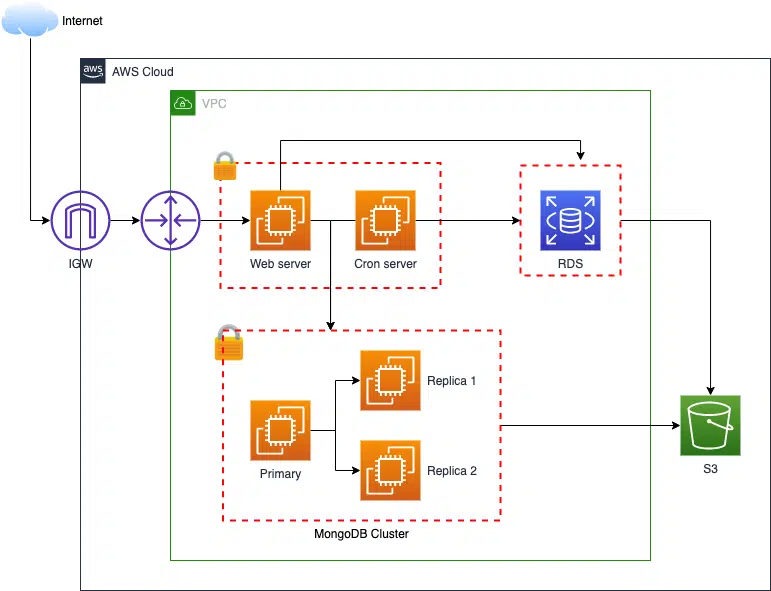 Internet
aws
AWS Cloud
VPC
IGW
Web server
Cron server
RDS
Replica 1
Primary
Replica 2
S3
MongoDB Cluster